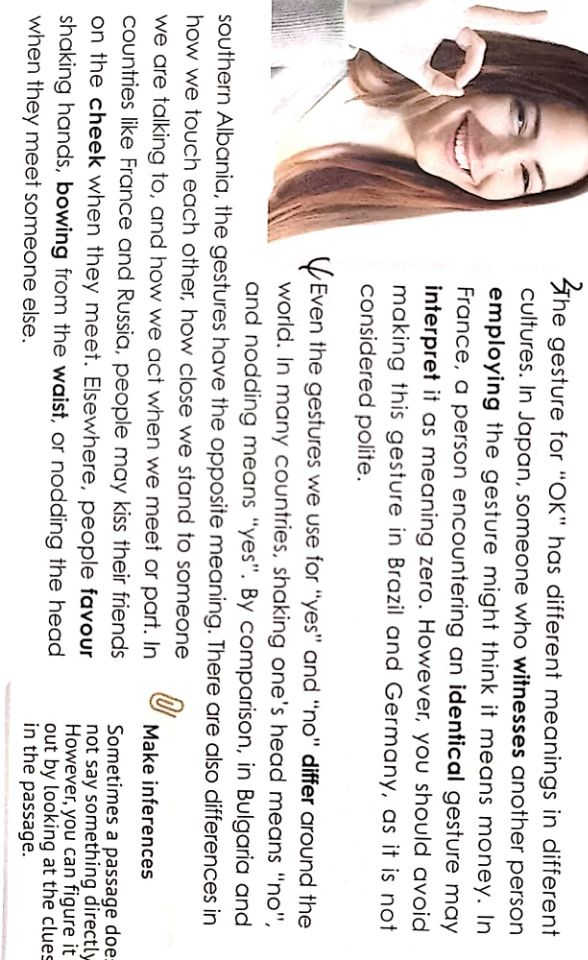 3 The gesture for "OK" has different meanings in different
cultures. In Japan, someone who witnesses another person
employing the gesture might think it means money. In
France, a person encountering an identical gesture may
interpret it as meaning zero. However, you should avoid
making this gesture in Brazil and Germany, as it is not
considered polite.
4 Even the gestures we use for "yes" and "no" differ around the
world. In many countries, shaking one's head means "no",
and nodding means "yes". By comparison, in Bulgaria and
southern Albania, the gestures have the opposite meaning. There are also differences in
how we touch each other, how close we stand to someone
we are talking to, and how we act when we meet or part. In
countries like France and Russia, people may kiss their friends
on the cheek when they meet. Elsewhere, people favour
shaking hands, bowing from the waist, or nodding the head
when they meet someone else.
Make inferences
Sometimes a passage doe
not say something directly
However, you can figure it
out by looking at the clues
in the passage.